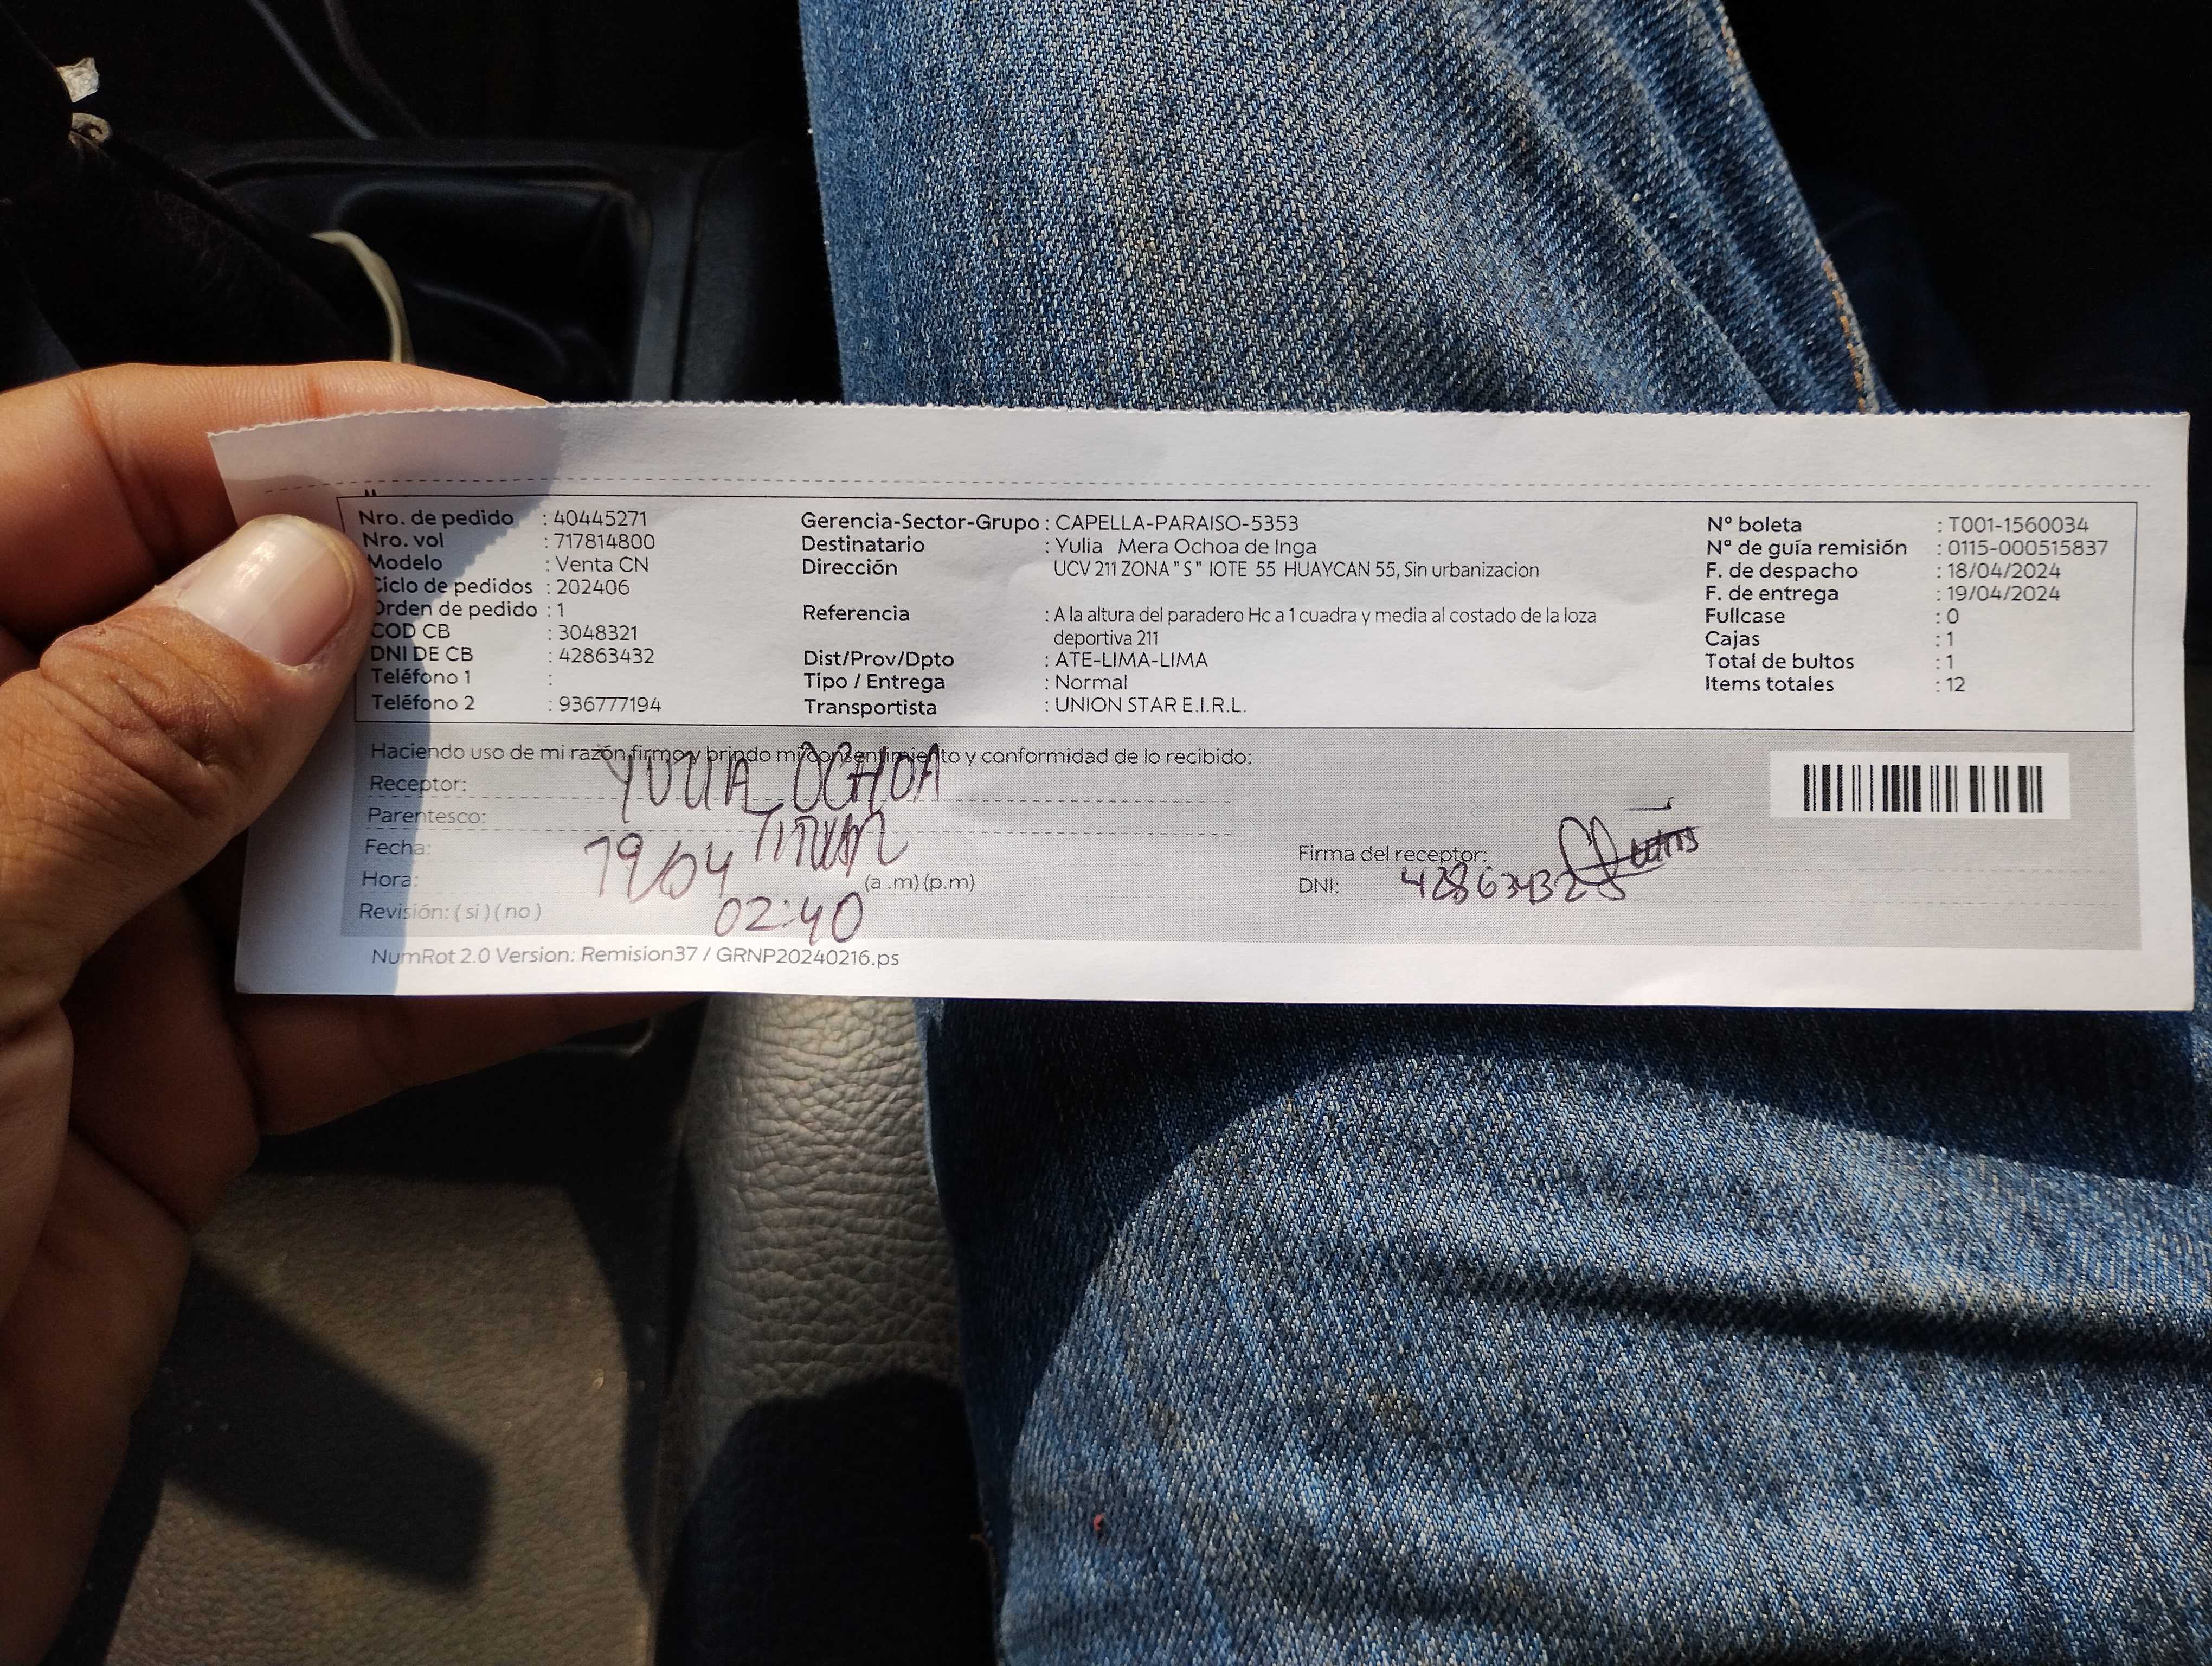 Nro. de pedido : 40445271
Nro. vol : 717814800
Modelo : Venta CN
Ciclo de pedidos : 202406
Orden de pedido : 1
COD CB : 3048321
DNI DE CB : 42863432
Teléfono 1 :
Teléfono 2 : 936777194
Gerencia-Sector-Grupo : CAPELLA-PARAISO-5353
Destinatario : Yulia Mera Ochoa de Inga
Dirección UCV 211 ZONA " S " lOTE 55 HUAYCAN 55, Sin urbanizacion
Referencia : A la altura del paradero Hc a 1 cuadra y media al costado de la loza
deportiva 211
Dist/Prov/Dpto : ATE-LIMA-LIMA
Tipo / Entrega : Normal
Transportista : UNION STAR E.I.R.L.
N° boleta : T001-1560034
N° de guía remisión : 0115-000515837
F. de despacho : 18/04/2024
F. de entrega : 19/04/2024
Fullcase : 0
Cajas : 1
Total de bultos : 1
Items totales : 12
Haciendo uso de mi razón,firmo y brindo mi consentimiento y conformidad de lo recibido:
Receptor: YULIA OCHOA
Parentesco:
Fecha: 19/04
Hora: 02:40 (a .m) (p.m)
Revisión: ( si ) ( no )
Firma del receptor:
DNI: 42863432
NumRot 2.0 Version: Remision37 / GRNP20240216.ps